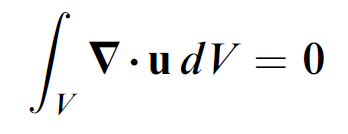 ∫_V ∇ · u dV = 0